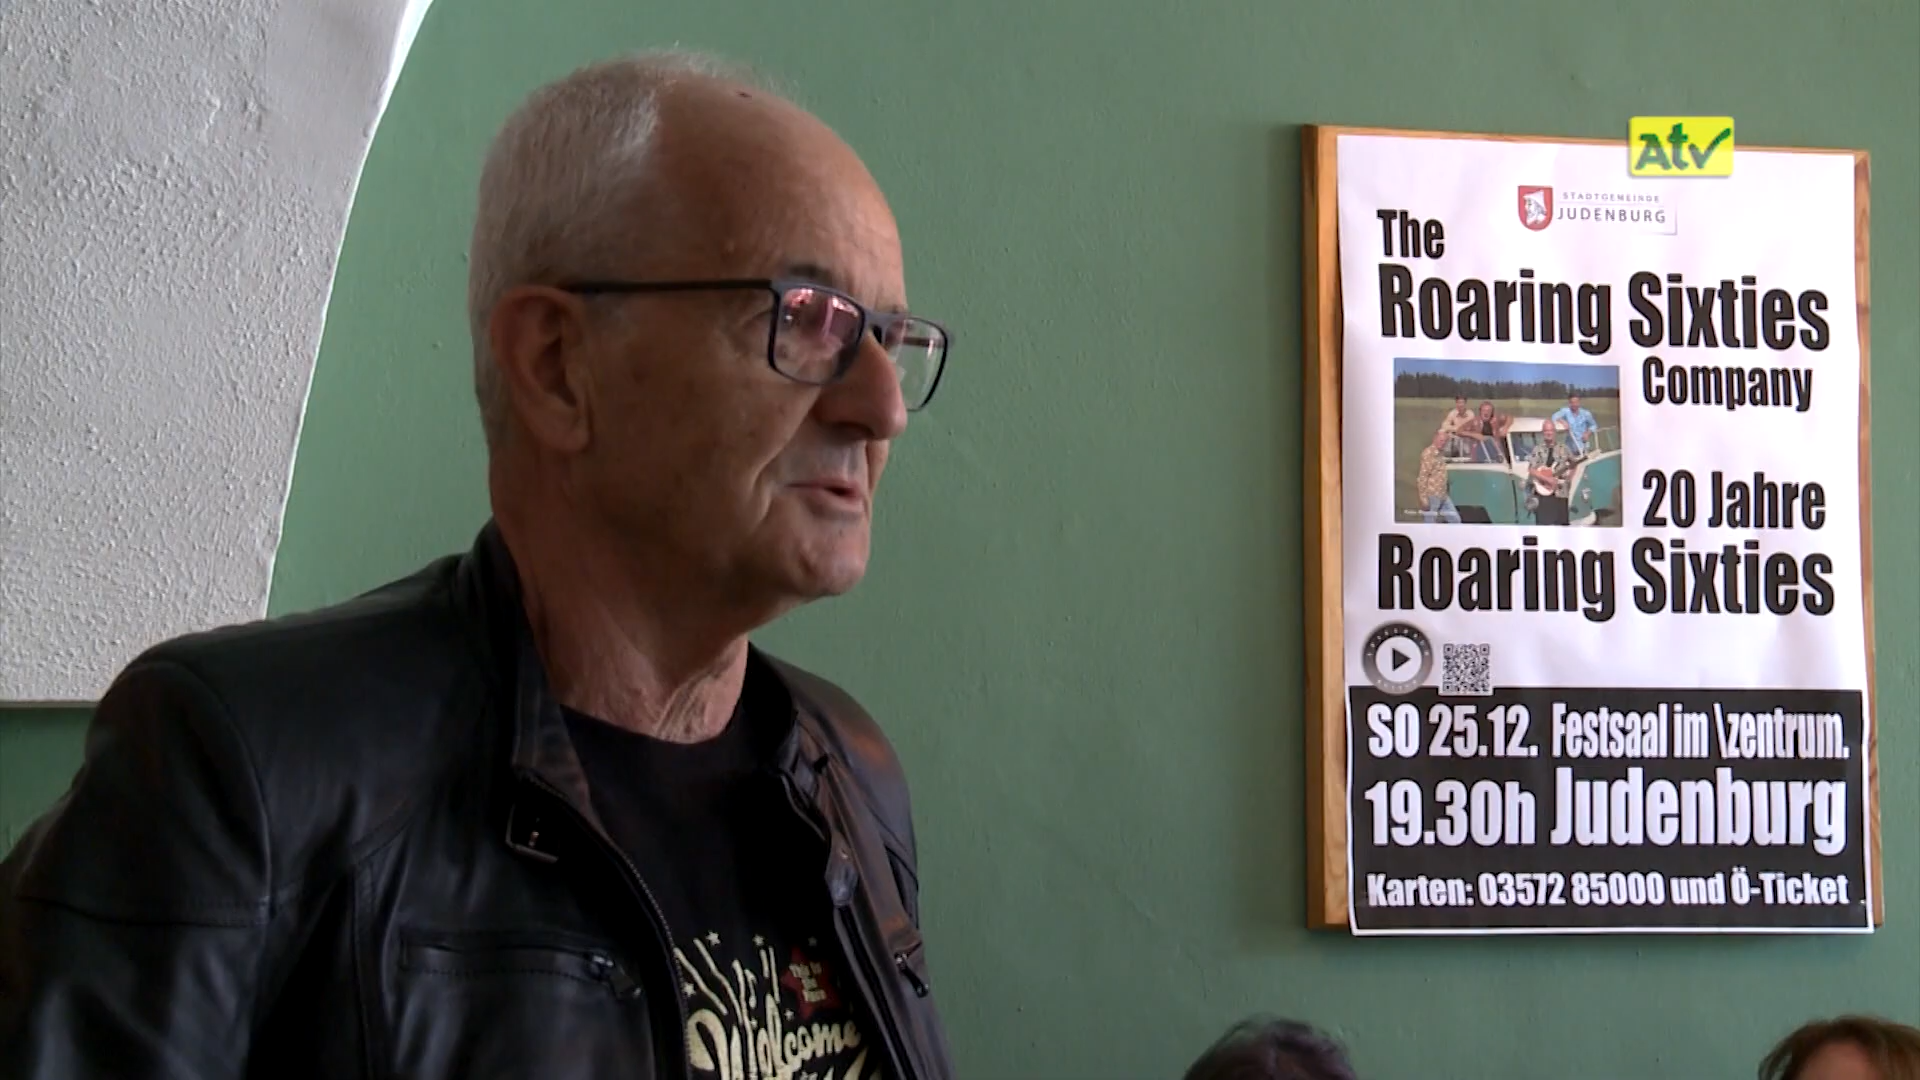 Atv
STADTGEMEINDE
JUDENBURG
The
Roaring Sixties
Company
20 Jahre
Roaring Sixties
SO 25.12. Festsaal im \zentrum.
19.30h Judenburg
Karten: 03572 85000 und Ö-Ticket
Welcome